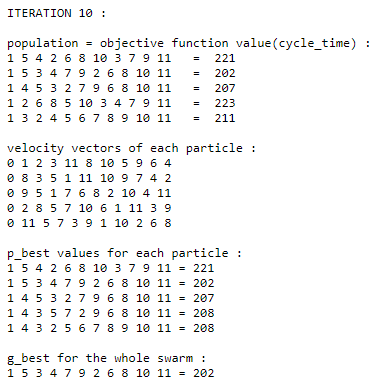 ITERATION 10 :
population = objective function value(cycle_time) :
1 5 4 2 6 8 10 3 7 9 11   =  221
1 5 3 4 7 9 2 6 8 10 11   =  202
1 4 5 3 2 7 9 6 8 10 11   =  207
1 2 6 8 5 10 3 4 7 9 11   =  223
1 3 2 4 5 6 7 8 9 10 11   =  211
velocity vectors of each particle :
0 1 2 3 11 8 10 5 9 6 4
0 8 3 5 1 11 10 9 7 4 2
0 9 5 1 7 6 8 2 10 4 11
0 2 8 5 7 10 6 1 11 3 9
0 11 5 7 3 9 1 10 2 6 8
p_best values for each particle :
1 5 4 2 6 8 10 3 7 9 11 = 221
1 5 3 4 7 9 2 6 8 10 11 = 202
1 4 5 3 2 7 9 6 8 10 11 = 207
1 4 3 5 7 2 9 6 8 10 11 = 208
1 4 3 2 5 6 7 8 9 10 11 = 208
g_best for the whole swarm :
1 5 3 4 7 9 2 6 8 10 11 = 202